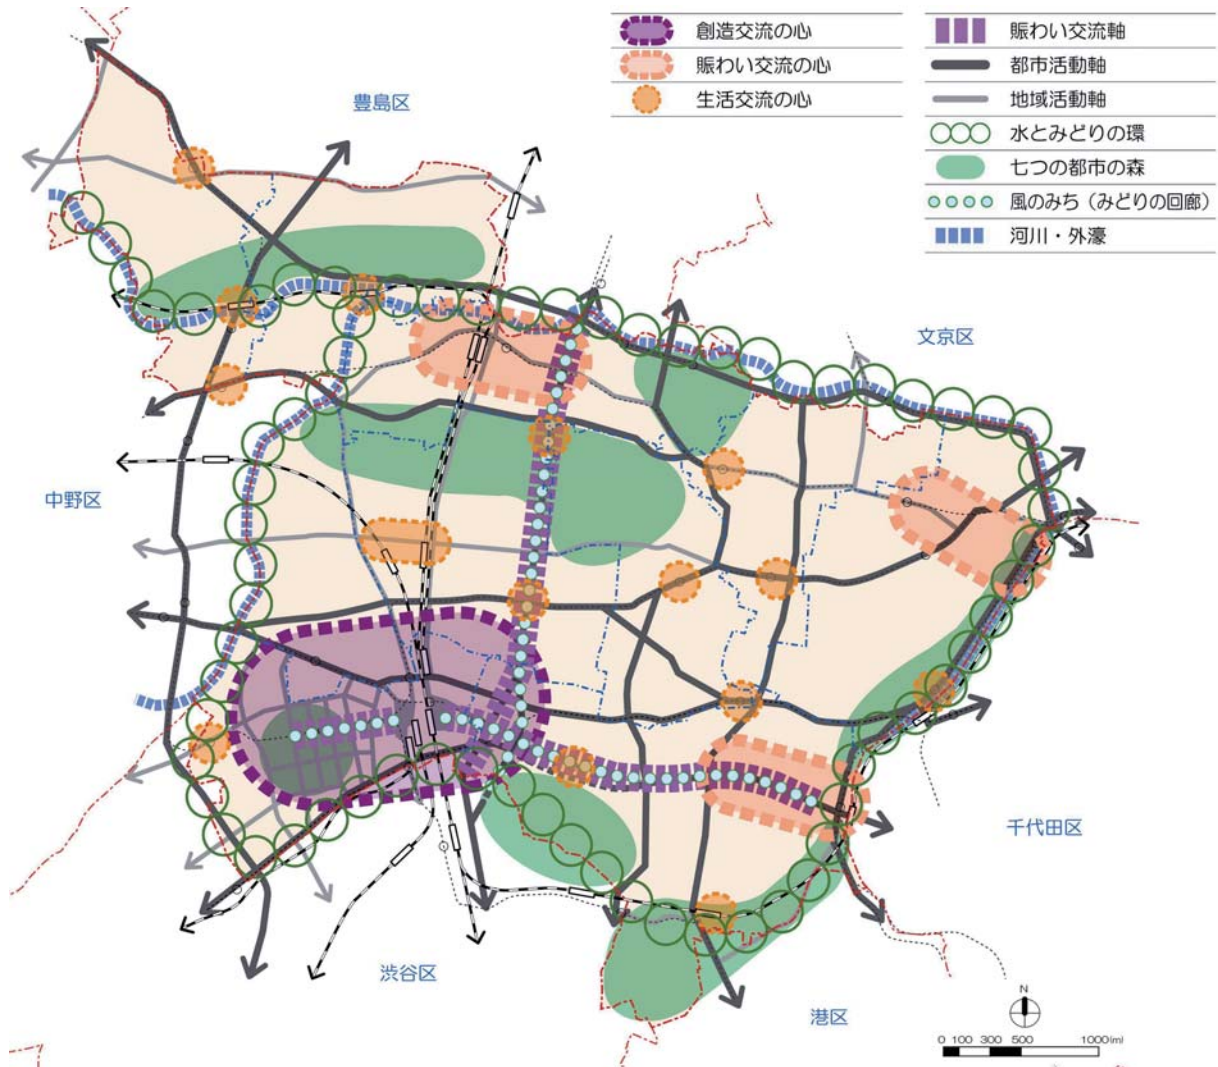 創造交流の心
賑わい交流の心
生活交流の心
賑わい交流軸
都市活動軸
地域活動軸
水とみどりの環
七つの都市の森
風のみち（みどりの回廊）
河川・外濠
豊島区
文京区
中野区
千代田区
渋谷区
港区
N
0 100 300 500 1000(m)